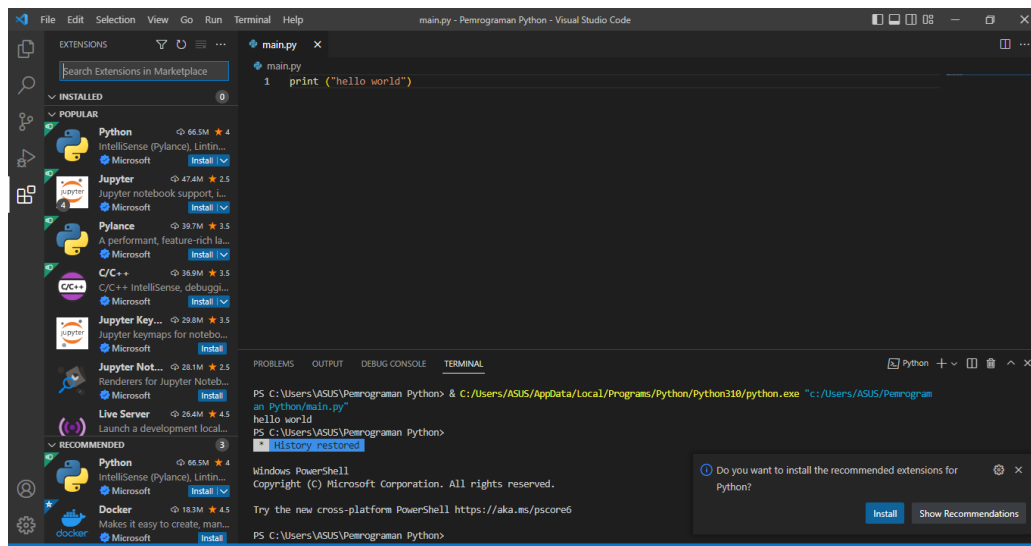 File Edit Selection View Go Run Terminal Help main.py - Pemrograman Python - Visual Studio Code
EXTENSIONS
Search Extensions in Marketplace
INSTALLED 0
POPULAR
Python 66.5M 4
IntelliSense (Pylance), Lintin...
Microsoft Install
Jupyter 47.4M 2.5
Jupyter notebook support, i...
Microsoft Install
jupyter
4
Pylance 39.7M 3.5
A performant, feature-rich la...
Microsoft Install
C/C++ 36.9M 3.5
C/C++ IntelliSense, debuggi...
Microsoft Install
C/C++
Jupyter Key... 29.8M 3.5
Jupyter keymaps for notebo...
Microsoft Install
jupyter
Jupyter Not... 28.1M 2.5
Renderers for Jupyter Noteb...
Microsoft Install
Live Server 26.4M 4.5
Launch a development local...
RECOMMENDED 3
Python 66.5M 4
IntelliSense (Pylance), Lintin...
Microsoft Install
Docker 18.3M 4.5
Makes it easy to create, man...
Microsoft Install
docker
main.py
main.py
1 print ("hello world")
PROBLEMS OUTPUT DEBUG CONSOLE TERMINAL Python
PS C:\Users\ASUS\Pemrograman Python> & C:/Users/ASUS/AppData/Local/Programs/Python/Python310/python.exe "c:/Users/ASUS/Pemrogram
an Python/main.py"
hello world
PS C:\Users\ASUS\Pemrograman Python>
* History restored
Windows PowerShell
Copyright (C) Microsoft Corporation. All rights reserved.
Try the new cross-platform PowerShell https://aka.ms/pscore6
PS C:\Users\ASUS\Pemrograman Python>
Do you want to install the recommended extensions for
Python?
Install Show Recommendations